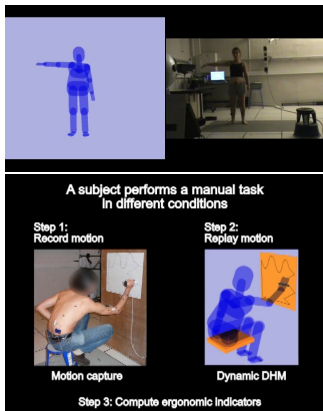 A subject performs a manual task
in different conditions
Step 1:
Record motion
Step 2:
Replay motion
Motion capture
Dynamic DHM
Step 3: Compute ergonomic indicators